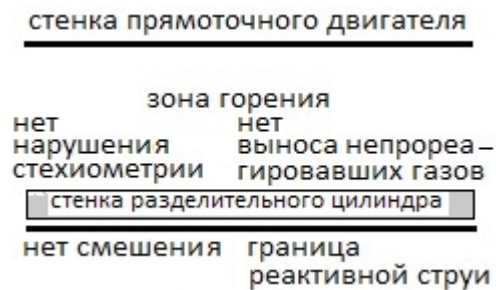 стенка прямоточного двигателя
зона горения
нет нет
нарушения выноса непрореа–
стехиометрии гировавших газов
стенка разделительного цилиндра
нет смешения граница
реактивной струи